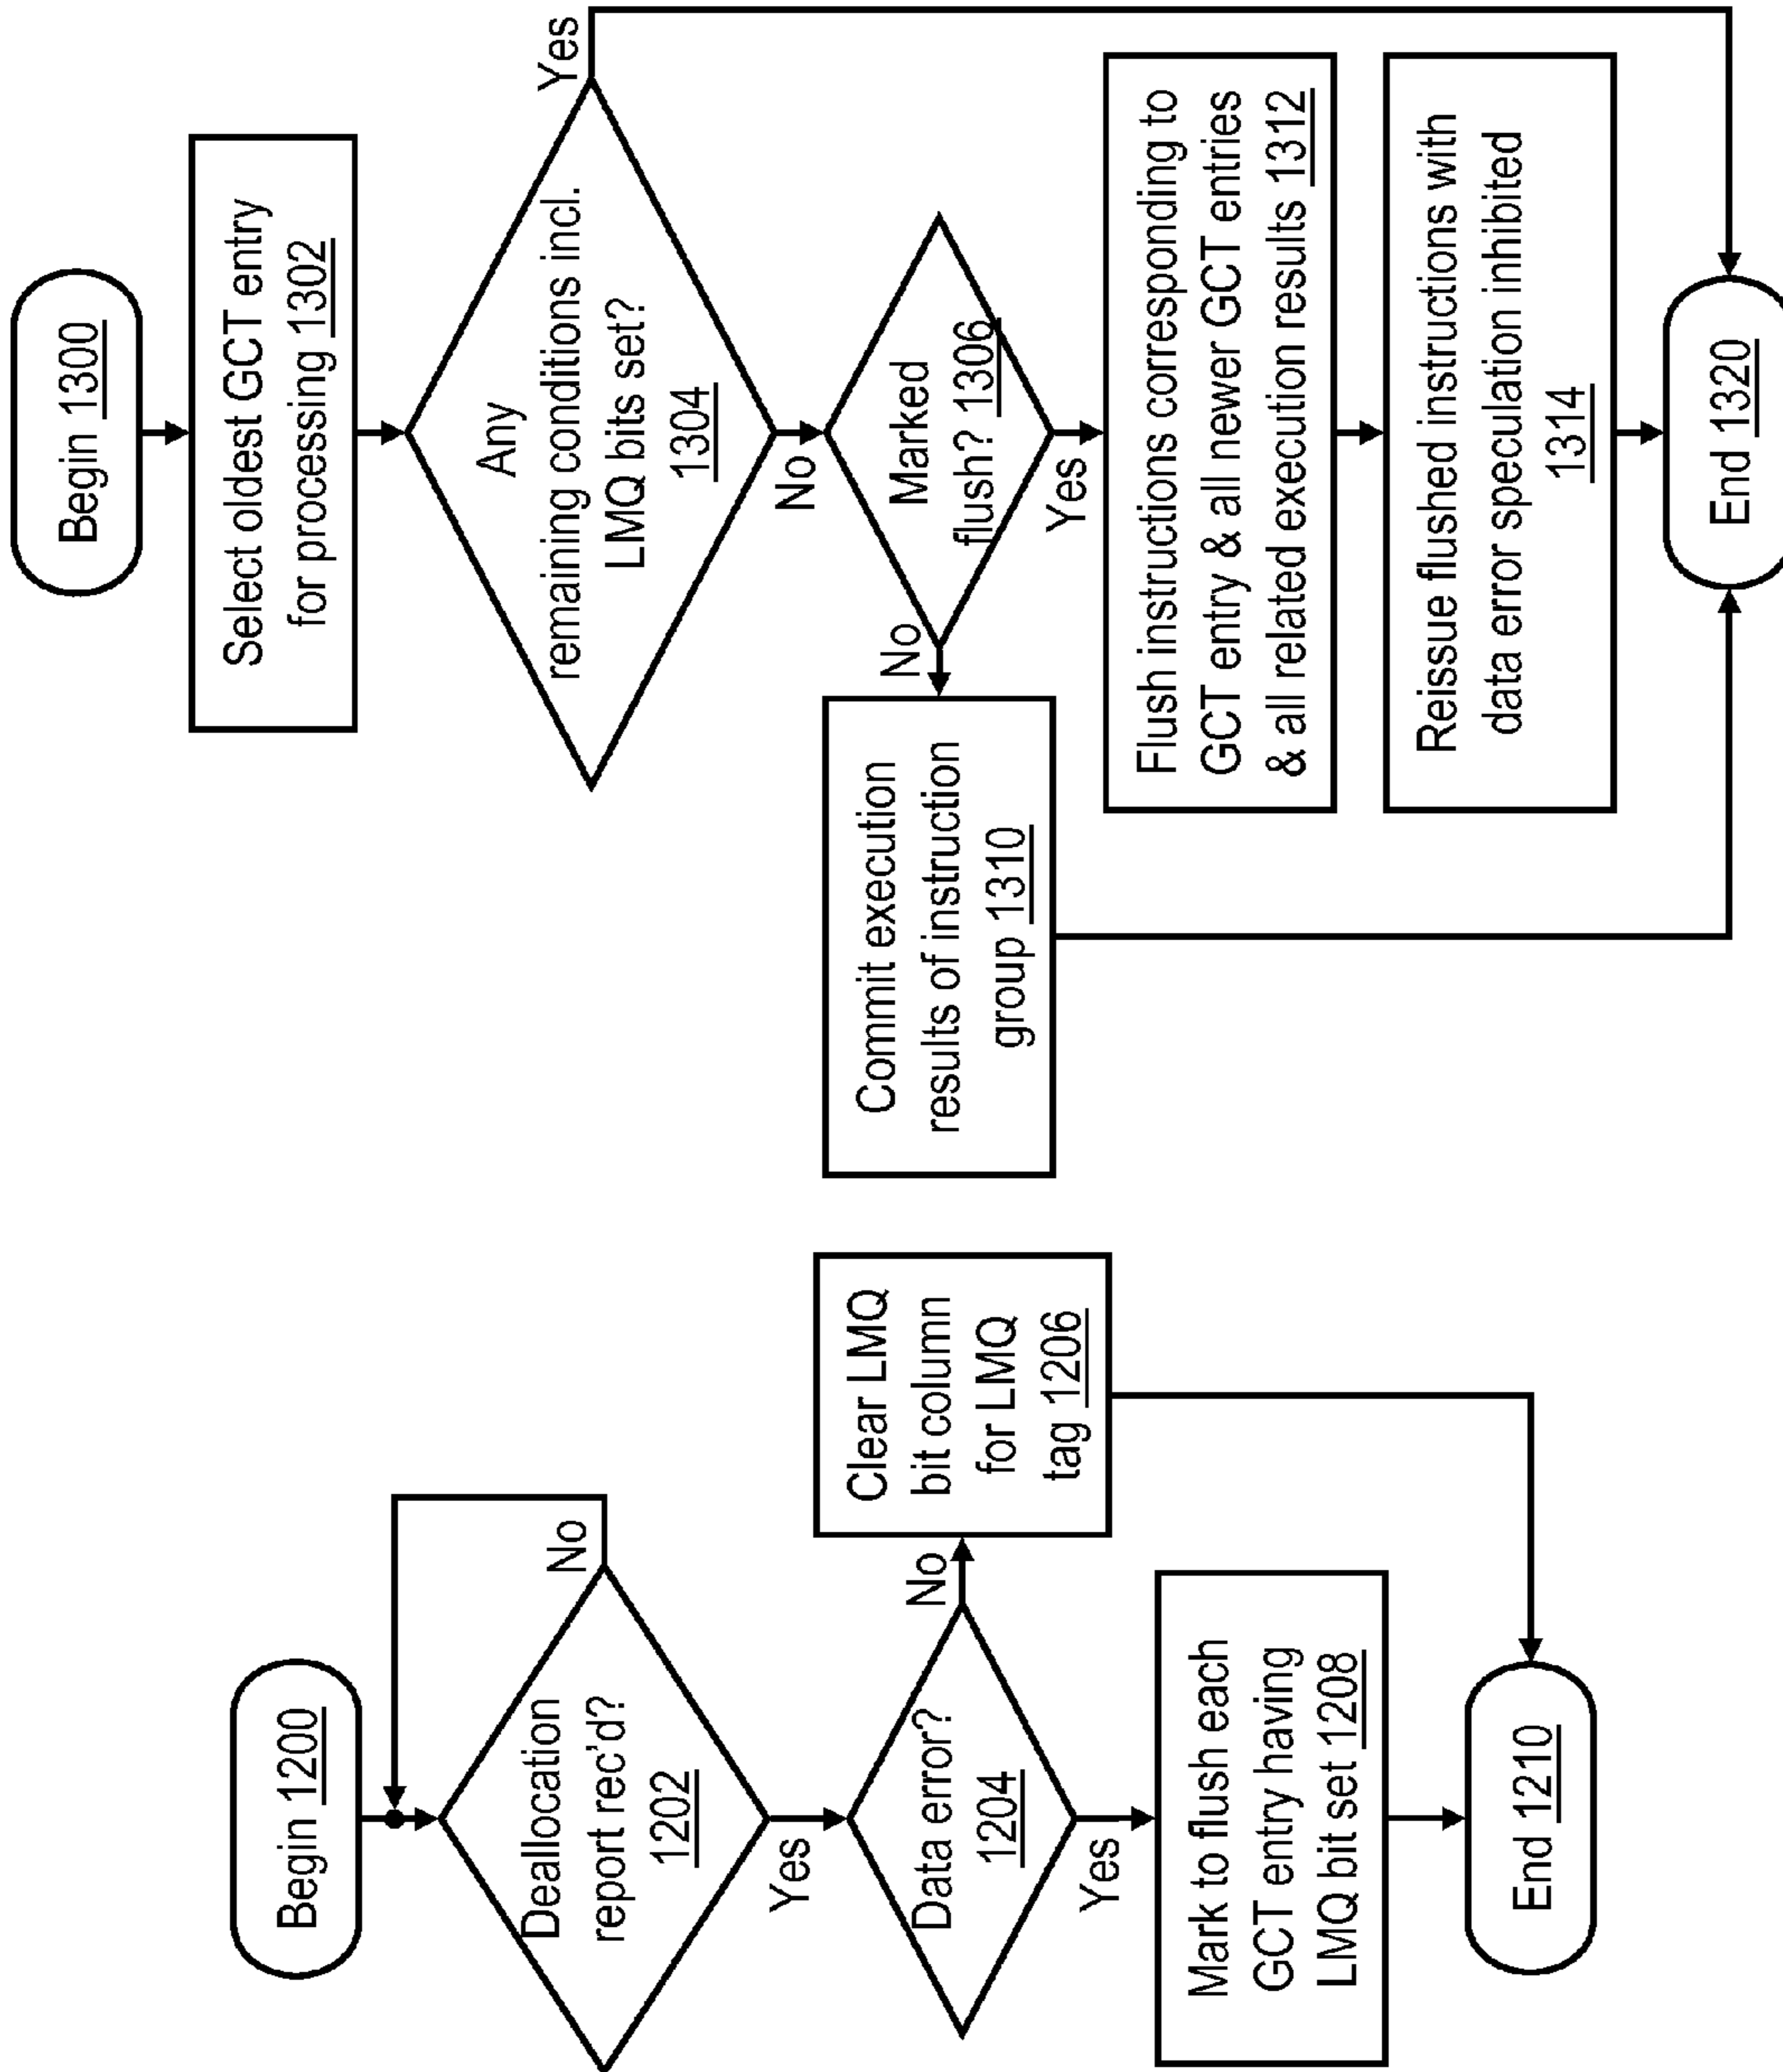 Begin 1200
Deallocation
report rec'd?
1202
No
Yes
Data error?
1204
No
Clear LMQ
bit column
for LMQ
tag 1206
Yes
Mark to flush each
GCT entry having
LMQ bit set 1208
End 1210
Begin 1300
Select oldest GCT entry
for processing 1302
Any
remaining conditions incl.
LMQ bits set?
1304
Yes
No
Marked
flush? 1306
No
Commit execution
results of instruction
group 1310
Yes
Flush instructions corresponding to
GCT entry & all newer GCT entries
& all related execution results 1312
Reissue flushed instructions with
data error speculation inhibited
1314
End 1320